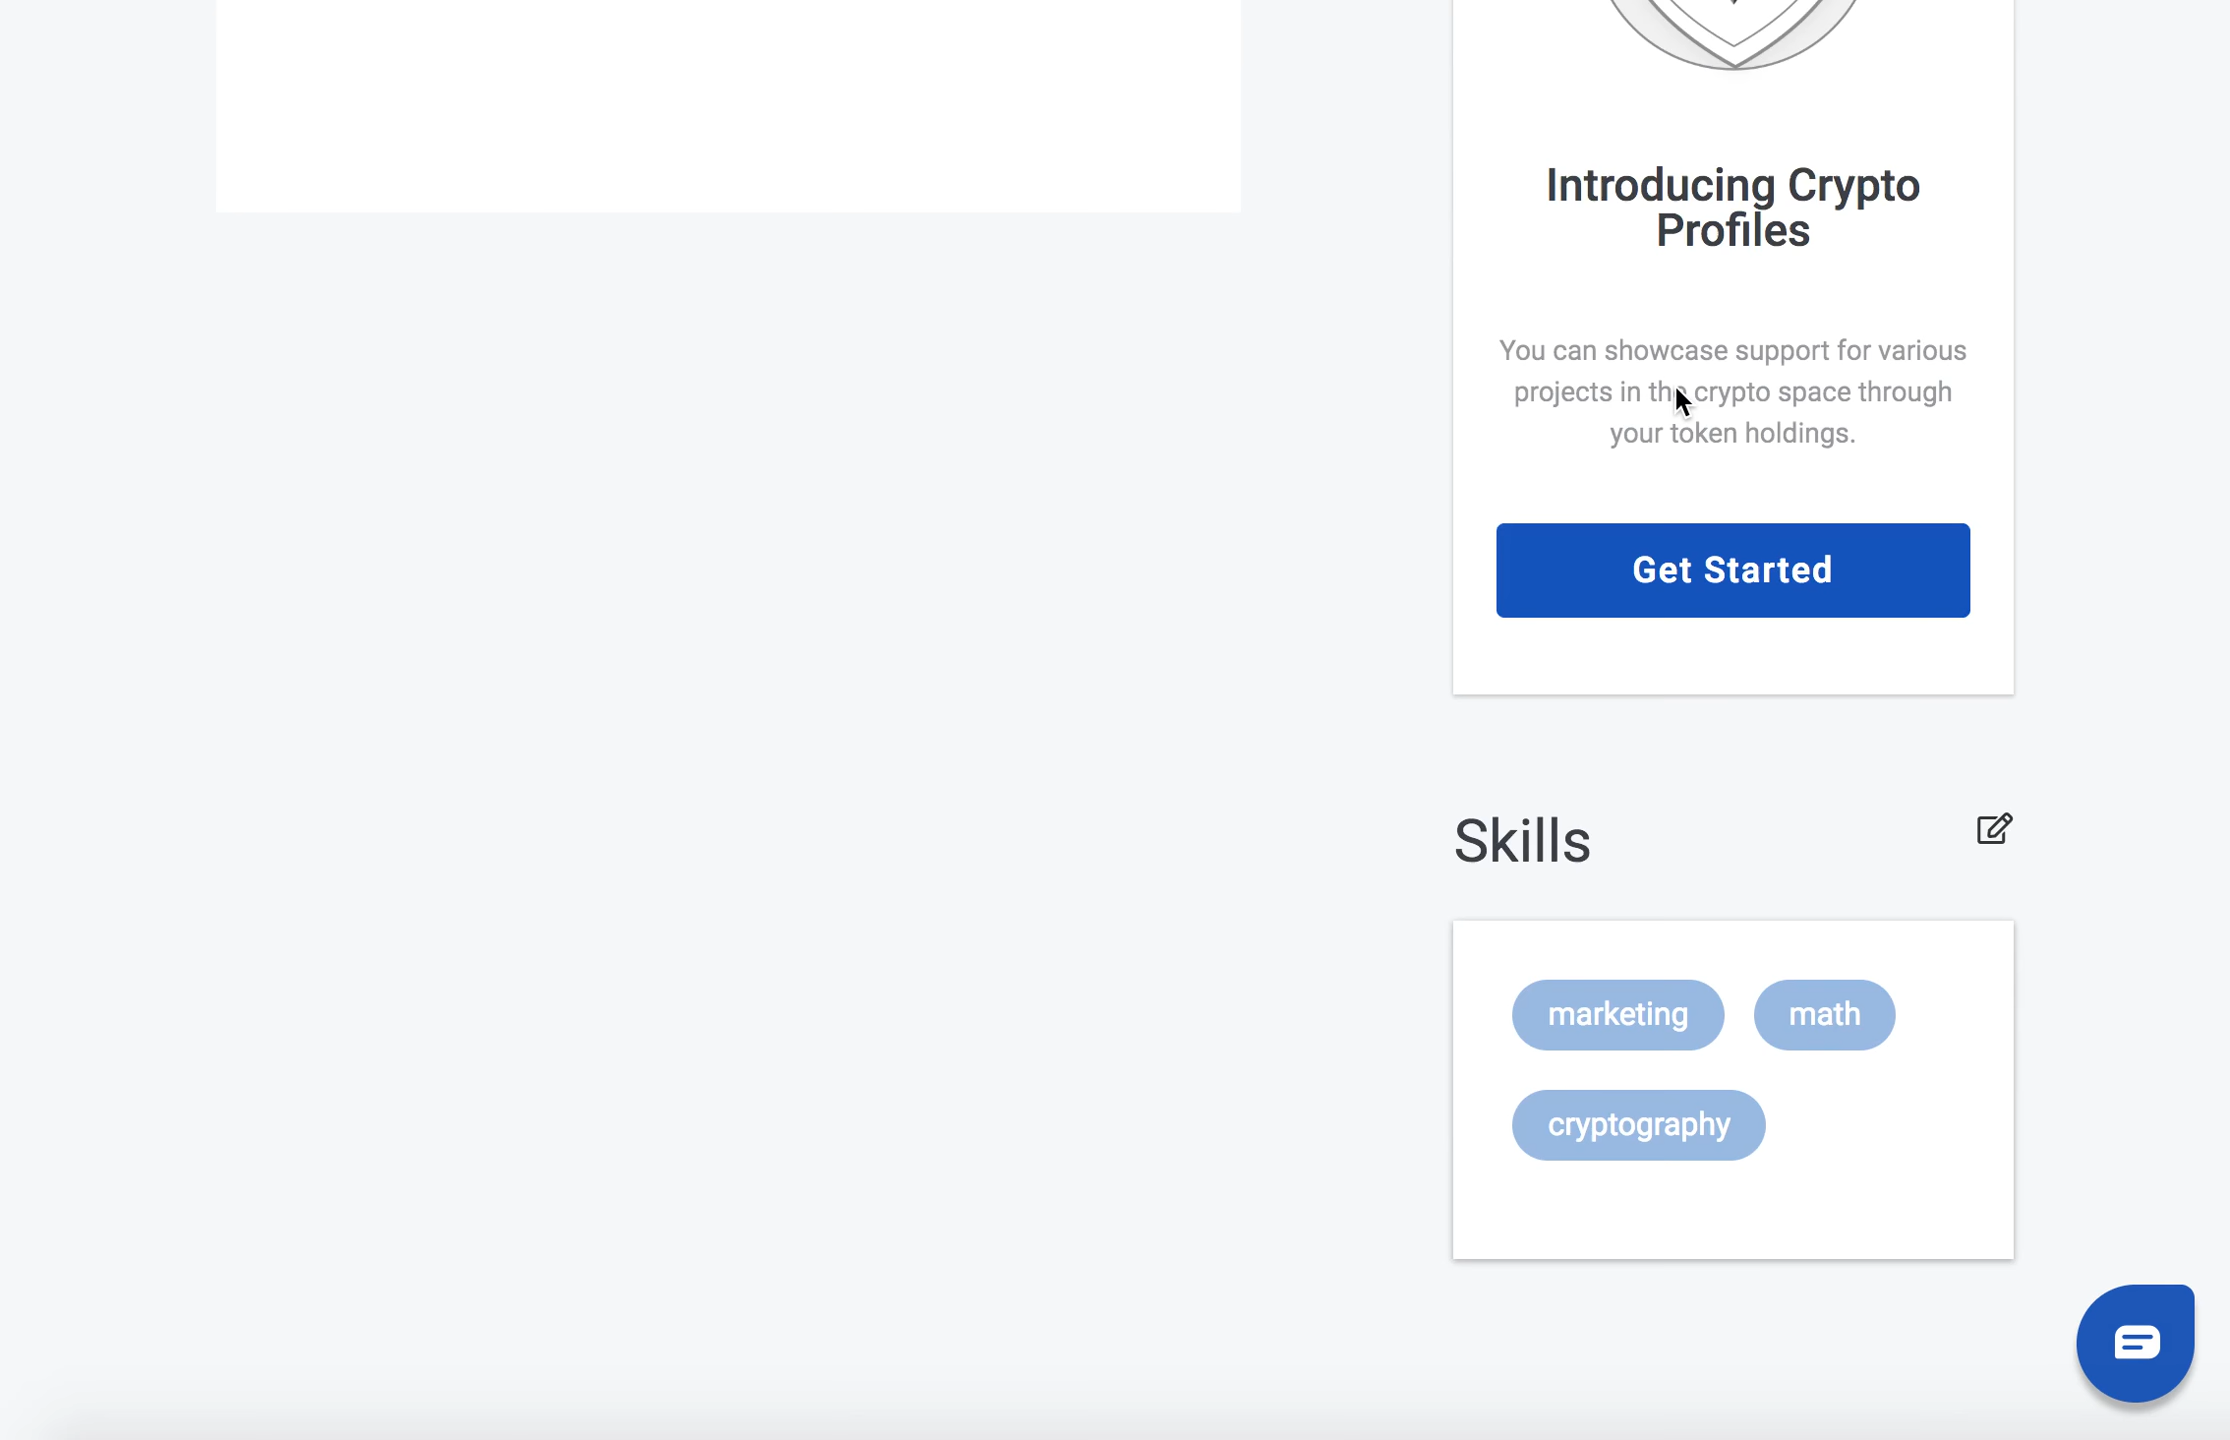 Introducing Crypto
Profiles
You can showcase support for various
projects in the crypto space through
your token holdings.
Get Started
Skills
marketing
math
cryptography